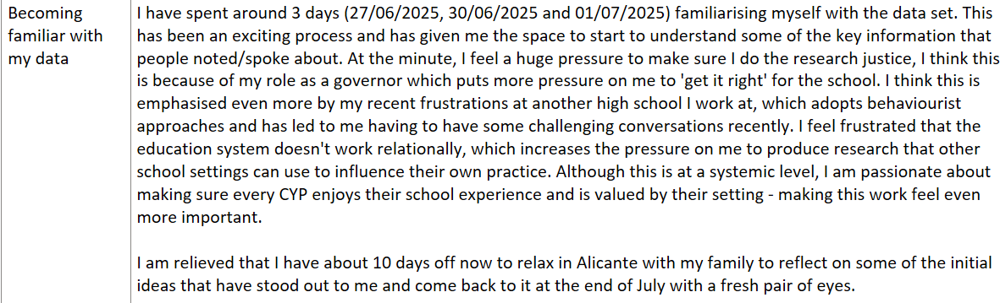 Becoming
familiar with
my data
I have spent around 3 days (27/06/2025, 30/06/2025 and 01/07/2025) familiarising myself with the data set. This
has been an exciting process and has given me the space to start to understand some of the key information that
people noted/spoke about. At the minute, I feel a huge pressure to make sure I do the research justice, I think this
is because of my role as a governor which puts more pressure on me to 'get it right' for the school. I think this is
emphasised even more by my recent frustrations at another high school I work at, which adopts behaviourist
approaches and has led to me having to have some challenging conversations recently. I feel frustrated that the
education system doesn't work relationally, which increases the pressure on me to produce research that other
school settings can use to influence their own practice. Although this is at a systemic level, I am passionate about
making sure every CYP enjoys their school experience and is valued by their setting - making this work feel even
more important.
I am relieved that I have about 10 days off now to relax in Alicante with my family to reflect on some of the initial
ideas that have stood out to me and come back to it at the end of July with a fresh pair of eyes.